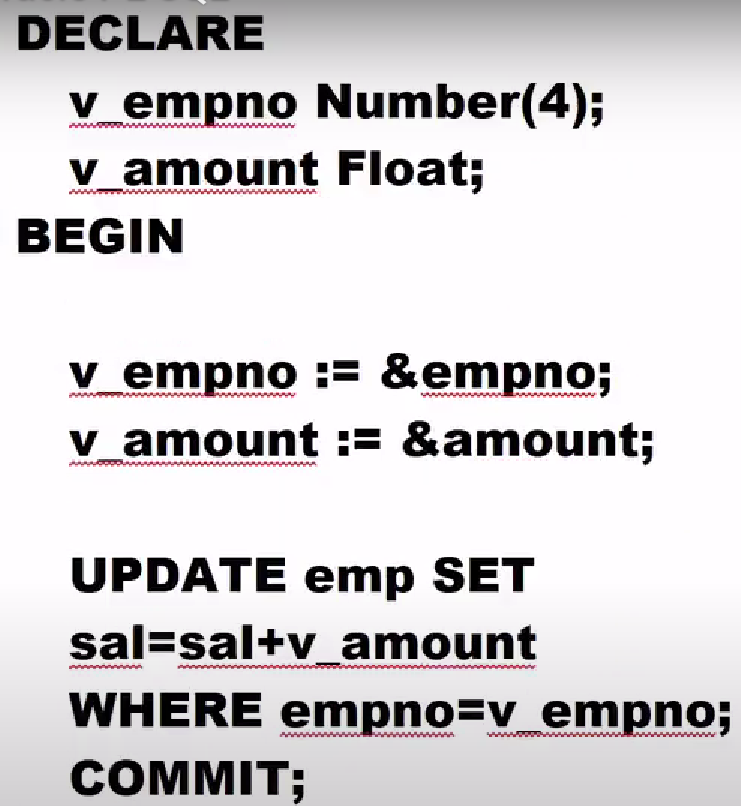 DECLARE
v_empno Number(4);
v_amount Float;
BEGIN
v_empno := &empno;
v_amount := &amount;
UPDATE emp SET
sal=sal+v_amount
WHERE empno=v_empno;
COMMIT;